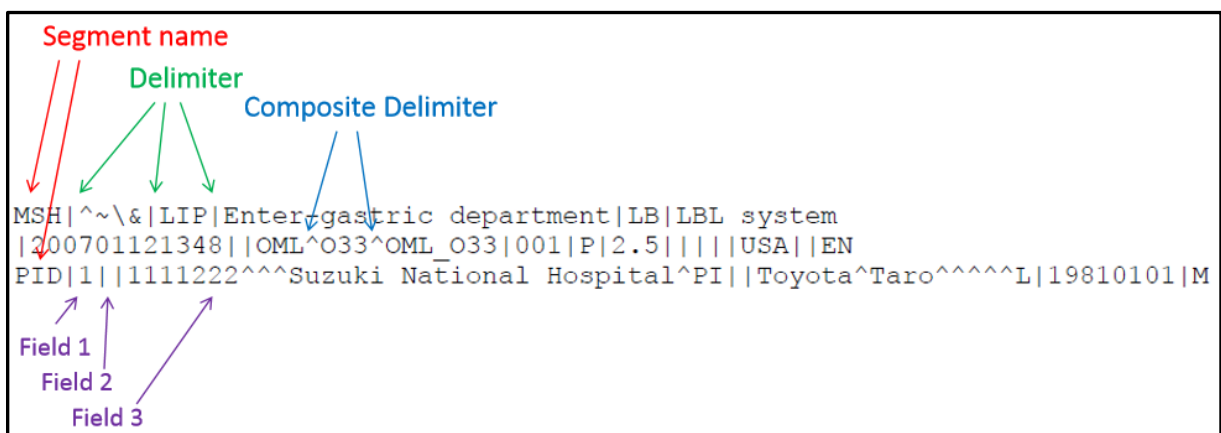 Segment name
Delimiter
Composite Delimiter
MSH|^~\&|LIP|Enter-gastric department|LB|LBL system
|200701121348||OML^O33^OML_O33|001|P|2.5|||||USA||EN
PID|1||1111222^^^Suzuki National Hospital^PI||Toyota^Taro^^^^^L|19810101|M
Field 1
Field 2
Field 3